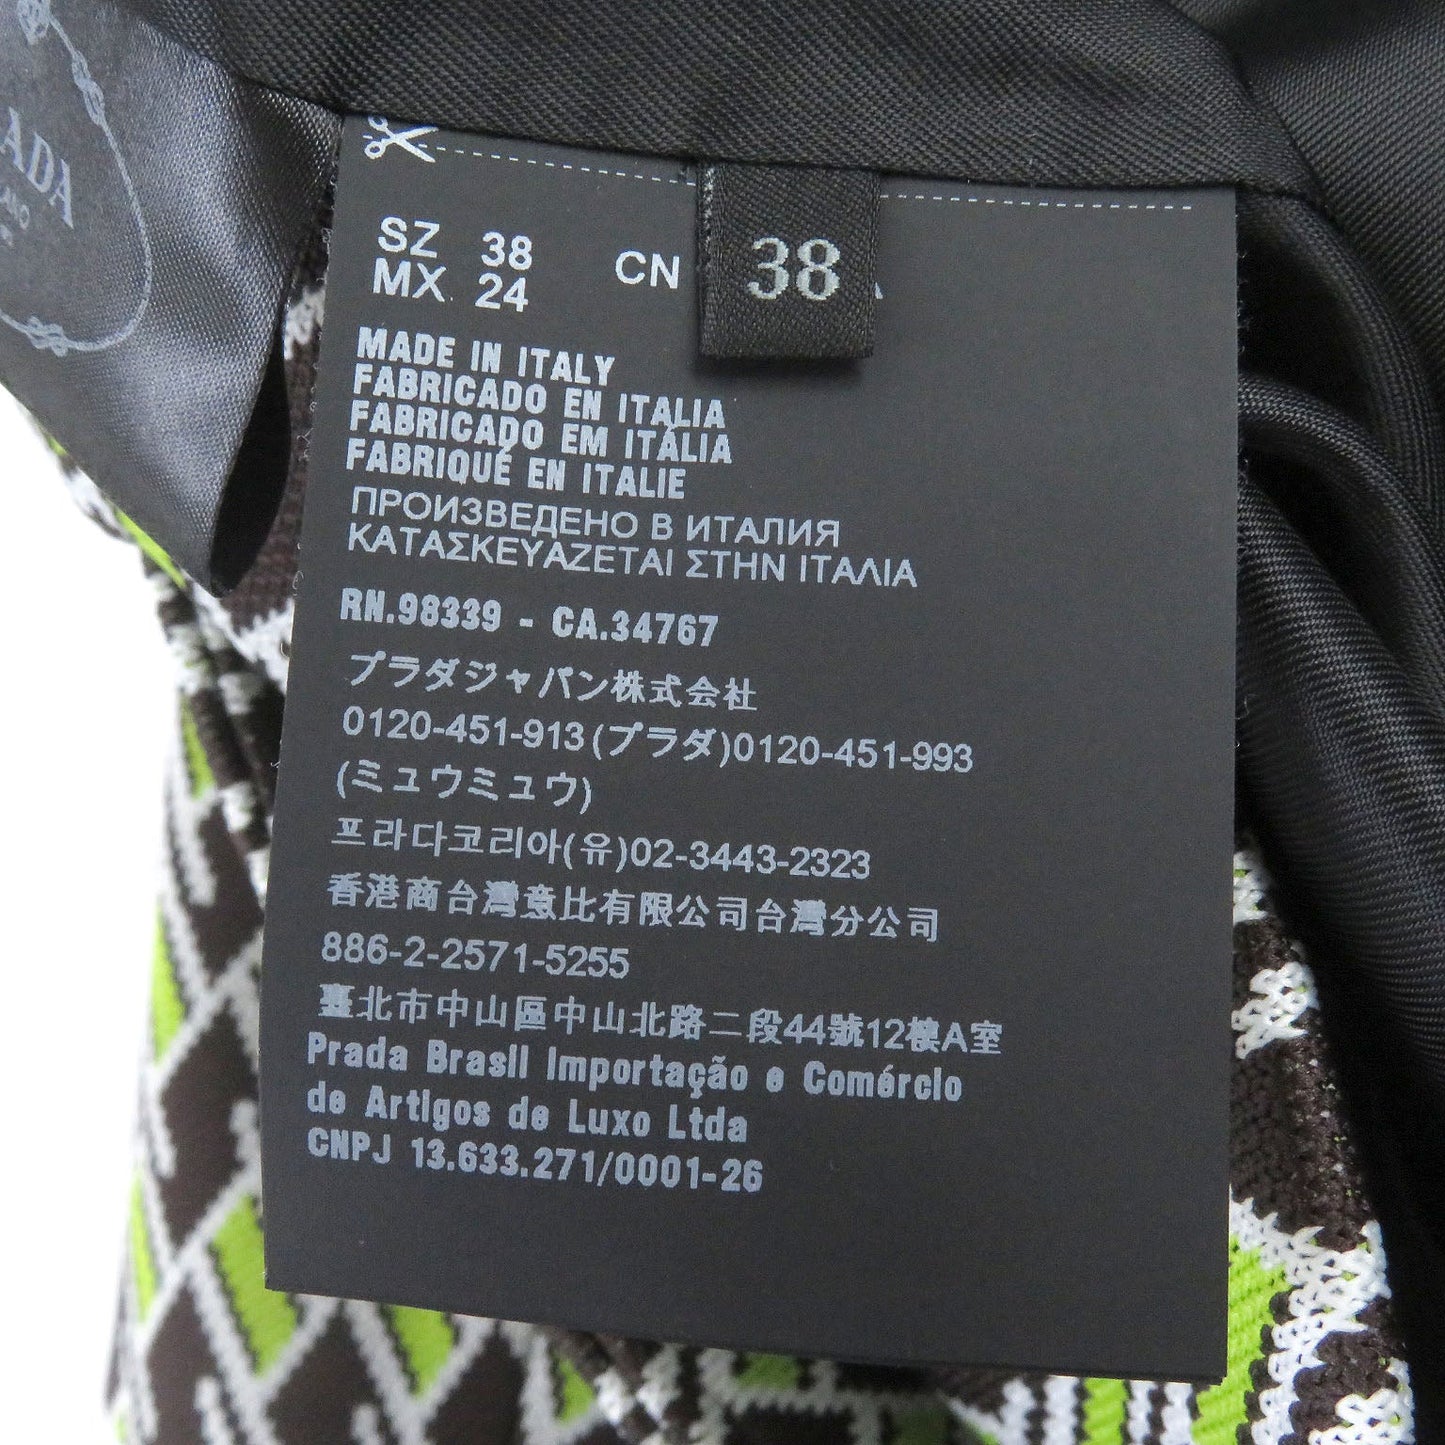 ADA
SZ 38 CN
38
MX 24
MADE IN ITALY
FABRICADO EN ITALIA
FABRICADO EM ITÁLIA
FABRIQUÉ EN ITALIE
ПРОИЗВЕДЕНО В ИТАЛИЯ
ΚΑΤΑΣΚΕΥΑΖΕΤΑΙ ΣΤΗΝ ΙΤΑΛΙΑ
RN.98339 - CA.34767
プラダジャパン株式会社
0120-451-913(プラダ)0120-451-993
(ミュウミュウ)
프라다코리아(유)02-3443-2323
香港商台灣意比有限公司台灣分公司
886-2-2571-5255
臺北市中山區中山北路二段44號12樓A室
Prada Brasil Importação e Comércio
de Artigos de Luxo Ltda
CNPJ 13.633.271/0001-26